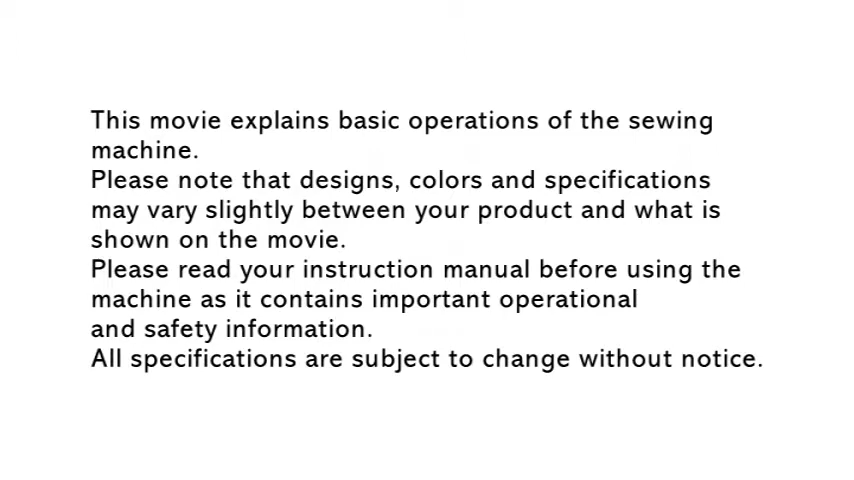 This movie explains basic operations of the sewing
machine.
Please note that designs, colors and specifications
may vary slightly between your product and what is
shown on the movie.
Please read your instruction manual before using the
machine as it contains important operational
and safety information.
All specifications are subject to change without notice.